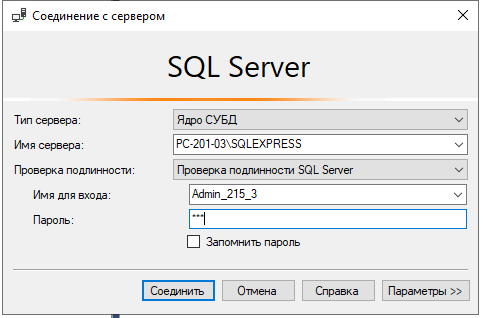 Соединение с сервером
SQL Server
Тип сервера: Ядро СУБД
Имя сервера: PC-201-03\SQLEXPRESS
Проверка подлинности: Проверка подлинности SQL Server
Имя для входа: Admin_215_3
Пароль: ***
Запомнить пароль
Соединить Отмена Справка Параметры >>